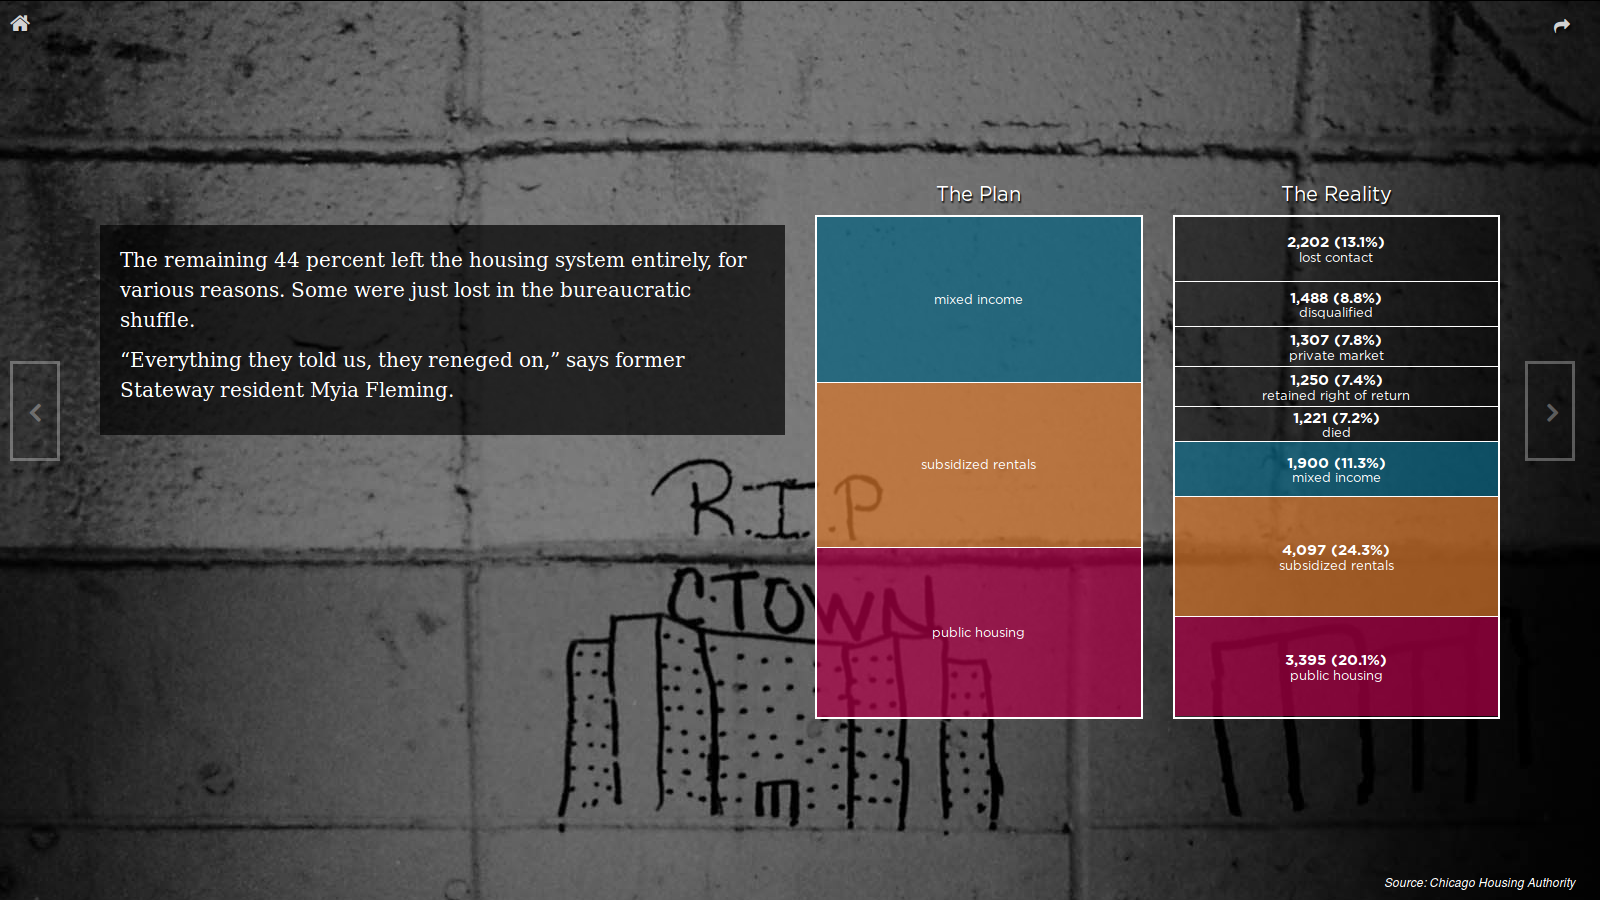 The remaining 44 percent left the housing system entirely, for
various reasons. Some were just lost in the bureaucratic
shuffle.
“Everything they told us, they reneged on,” says former
Stateway resident Myia Fleming.
The Plan
mixed income
subsidized rentals
public housing
The Reality
2,202 (13.1%)
lost contact
1,488 (8.8%)
disqualified
1,307 (7.8%)
private market
1,250 (7.4%)
retained right of return
1,221 (7.2%)
died
1,900 (11.3%)
mixed income
4,097 (24.3%)
subsidized rentals
3,395 (20.1%)
public housing
R.I.P
C.TOWN
Source: Chicago Housing Authority